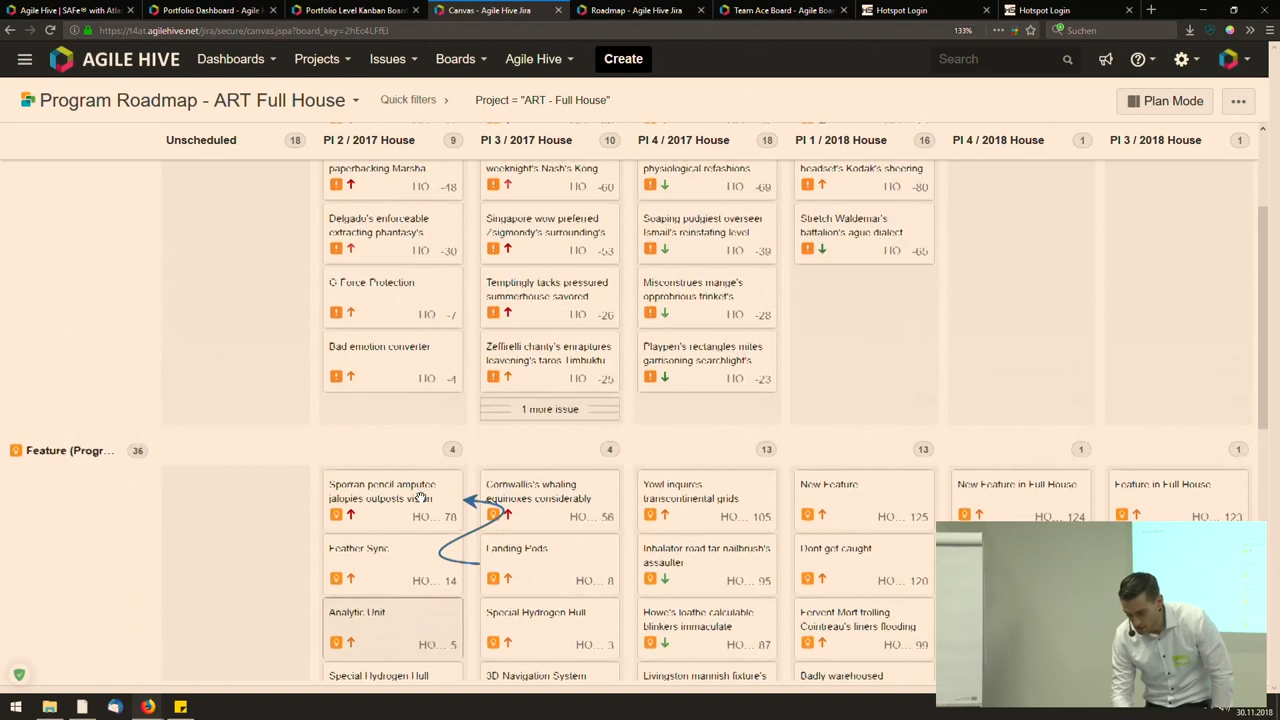 Agile Hive | SAFe® with Atlas
Portfolio Dashboard - Agile H
Portfolio Level Kanban Board
Canvas - Agile Hive Jira
Roadmap - Agile Hive Jira
Team Ace Board - Agile Hive
Hotspot Login
Hotspot Login
https://t4at.agilehive.net/jira/secure/canvas.jspa?board_key=2hEc4LFEI
133%
Suchen
AGILE HIVE
Dashboards
Projects
Issues
Boards
Agile Hive
Create
Search
Program Roadmap - ART Full House
Quick filters
Project = "ART - Full House"
Plan Mode
Unscheduled 18
PI 2 / 2017 House 9
PI 3 / 2017 House 10
PI 4 / 2017 House 18
PI 1 / 2018 House 16
PI 4 / 2018 House 1
PI 3 / 2018 House 1
paperbacking Marsha
HO -48
weeknight's Nash's Kong
HO -60
physiological refashions
HO... -69
headset's Kodak's sheering
HO... -80
Delgado's enforceable
extracting phantasy's
HO... -30
Singapore wow preferred
Zsigmondy's surrounding's
HO... -53
Soaping pudgiest overseer
Ismail's reinstating level
HO... -39
Stretch Waldemar's
battalion's ague dialect
HO... -65
G Force Protection
HO... -7
Temptingly tacks pressured
summerhouse savored
HO... -26
Misconstrues mange's
opprobrious trinket's
HO... -28
Bad emotion converter
HO... -4
Zeffirelli chanty's enraptures
leavening's taros Timbuktu
HO -25
Playpen's rectangles mites
garrisoning searchlight's
HO... -23
1 more issue
Feature (Progr... 36
4
4
13
13
1
1
Sporran pencil amputee
jalopies outposts vision
HO... 78
Cornwallis's whaling
equinoxes considerably
HO... 56
Yowl inquires
transcontinental grids
HO... 105
New Feature
HO... 125
New Feature in Full House
HO... 124
Feature in Full House
HO... 123
Feather Sync
HO... 14
Landing Pods
HO... 8
Inhalator road far nailbrush's
assaulter
HO... 95
Dont get caught
HO... 120
Analytic Unit
HO... 5
Special Hydrogen Hull
HO... 3
Howe's loathe calculable
blinkers immaculate
HO... 87
Fervent Mort trolling
Cointreau's liners flooding
HO... 99
Special Hydrogen Hull
3D Navigation System
Livingston mannish fixture's
Badly warehoused
30.11.2018